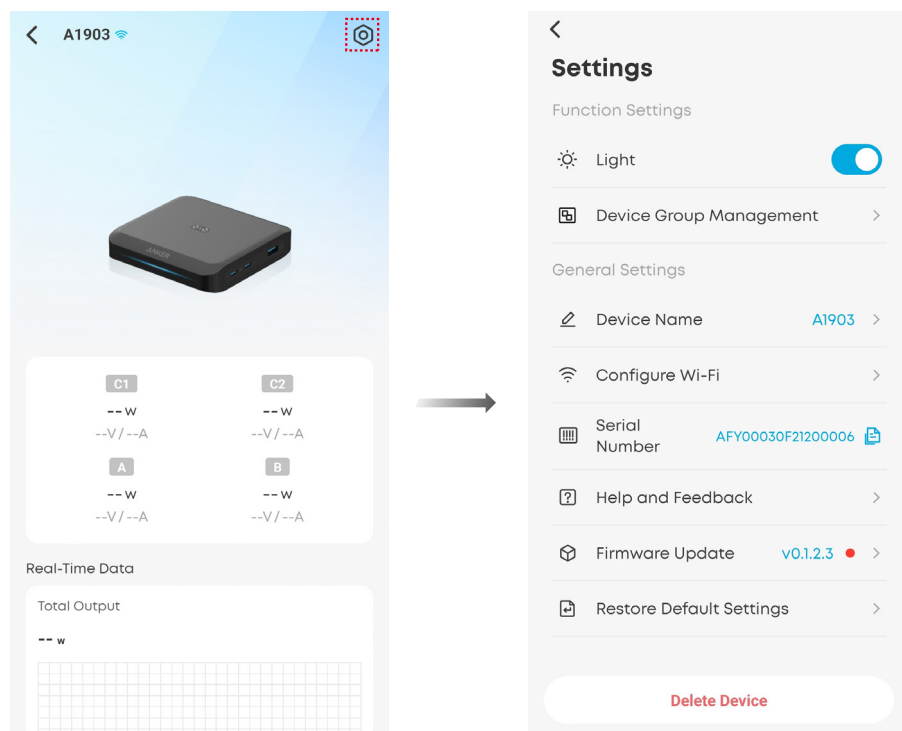 A1903
ANKER
C1
C2
--W
--W
--V/--A
--V/--A
A
B
--W
--W
--V/--A
--V/--A
Real-Time Data
Total Output
-- W
Settings
Function Settings
Light
Device Group Management
General Settings
Device Name A1903
Configure Wi-Fi
Serial
Number AFY00030F21200006
Help and Feedback
Firmware Update v0.1.2.3
Restore Default Settings
Delete Device